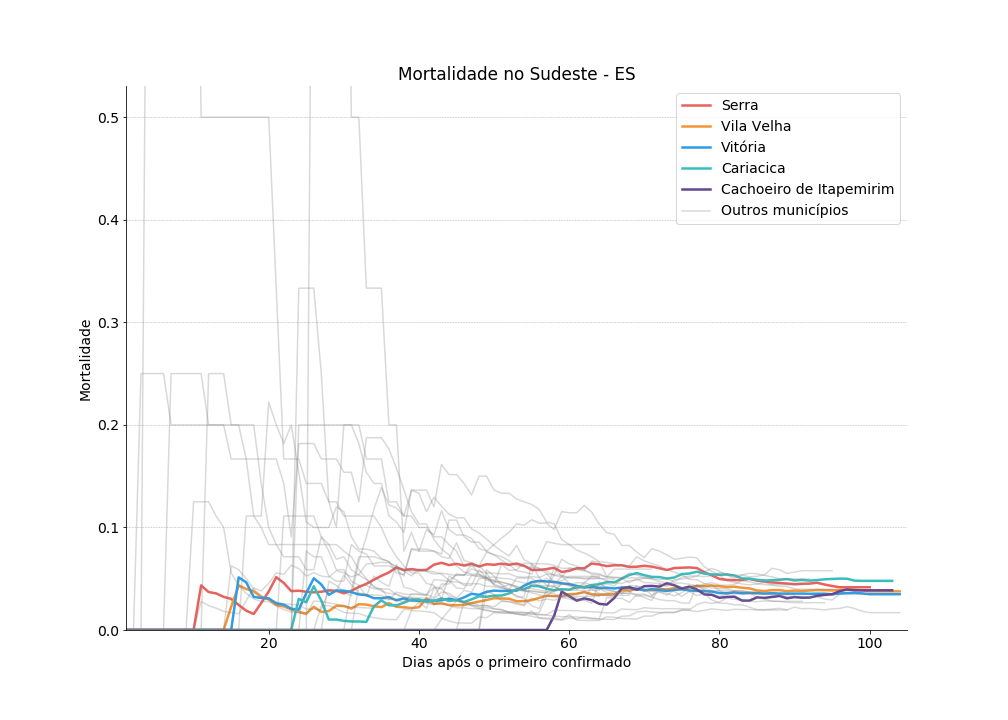 Mortalidade no Sudeste - ES
Serra
Vila Velha
Vitória
Cariacica
Cachoeiro de Itapemirim
Outros municípios
Mortalidade
0.5
0.4
0.3
0.2
0.1
0.0
20
40
60
80
100
Dias após o primeiro confirmado